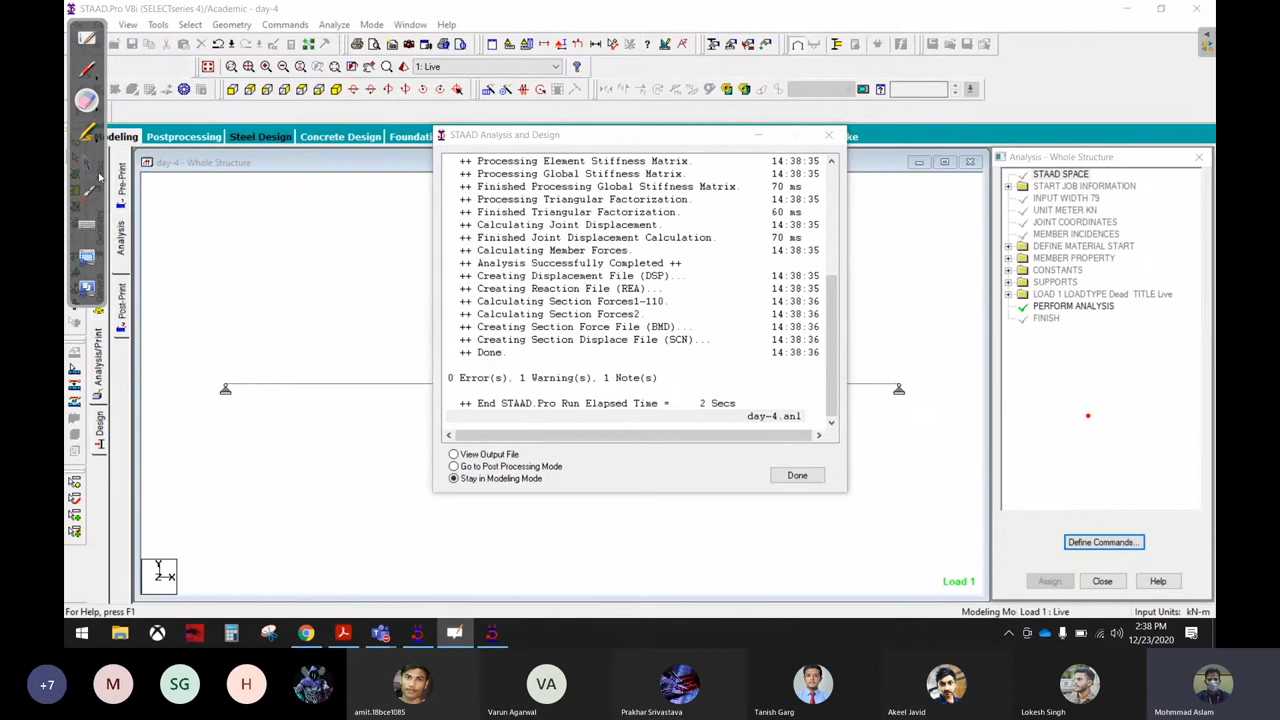 STAAD.Pro V8i (SELECTseries 4)/Academic - day-4
View Tools Select Geometry Commands Analyze Mode Window Help
1: Live
Modeling Postprocessing Steel Design Concrete Design
day-4 - Whole Structure
STAAD Analysis and Design
Analysis - Whole Structure
++ Processing Element Stiffness Matrix. 14:38:35
++ Processing Global Stiffness Matrix. 14:38:35
++ Finished Processing Global Stiffness Matrix. 70 ms
++ Processing Triangular Factorization. 14:38:35
++ Finished Triangular Factorization. 60 ms
++ Calculating Joint Displacement. 14:38:35
++ Finished Joint Displacement Calculation. 70 ms
++ Calculating Member Forces. 14:38:35
++ Analysis Successfully Completed ++
++ Creating Displacement File (DSP)... 14:38:35
++ Creating Reaction File (REA)... 14:38:35
++ Calculating Section Forces1-110. 14:38:36
++ Calculating Section Forces2. 14:38:36
++ Creating Section Force File (BMD)... 14:38:36
++ Creating Section Displace File (SCN)... 14:38:36
++ Done. 14:38:36
0 Error(s), 1 Warning(s), 1 Note(s)
++ End STAAD.Pro Run Elapsed Time = 2 Secs
day-4.anl
View Output File
Go to Post Processing Mode
Stay in Modeling Mode
Done
STAAD SPACE
START JOB INFORMATION
INPUT WIDTH 79
UNIT METER KN
JOINT COORDINATES
MEMBER INCIDENCES
DEFINE MATERIAL START
MEMBER PROPERTY
CONSTANTS
SUPPORTS
LOAD 1 LOADTYPE Dead TITLE Live
PERFORM ANALYSIS
FINISH
Define Commands...
Assign Close Help
Pre-Print
Analysis
Post-Print
Analysis/Print
Design
Y
Z X
Load 1
For Help, press F1
Modeling Mo Load 1 : Live Input Units: kN-m
2:38 PM
12/23/2020
+7 M SG H VA
amit.18bce1085 Varun Agarwal Prakhar Srivastava Tanish Garg Akeel Javid Lokesh Singh Mohmmad Aslam